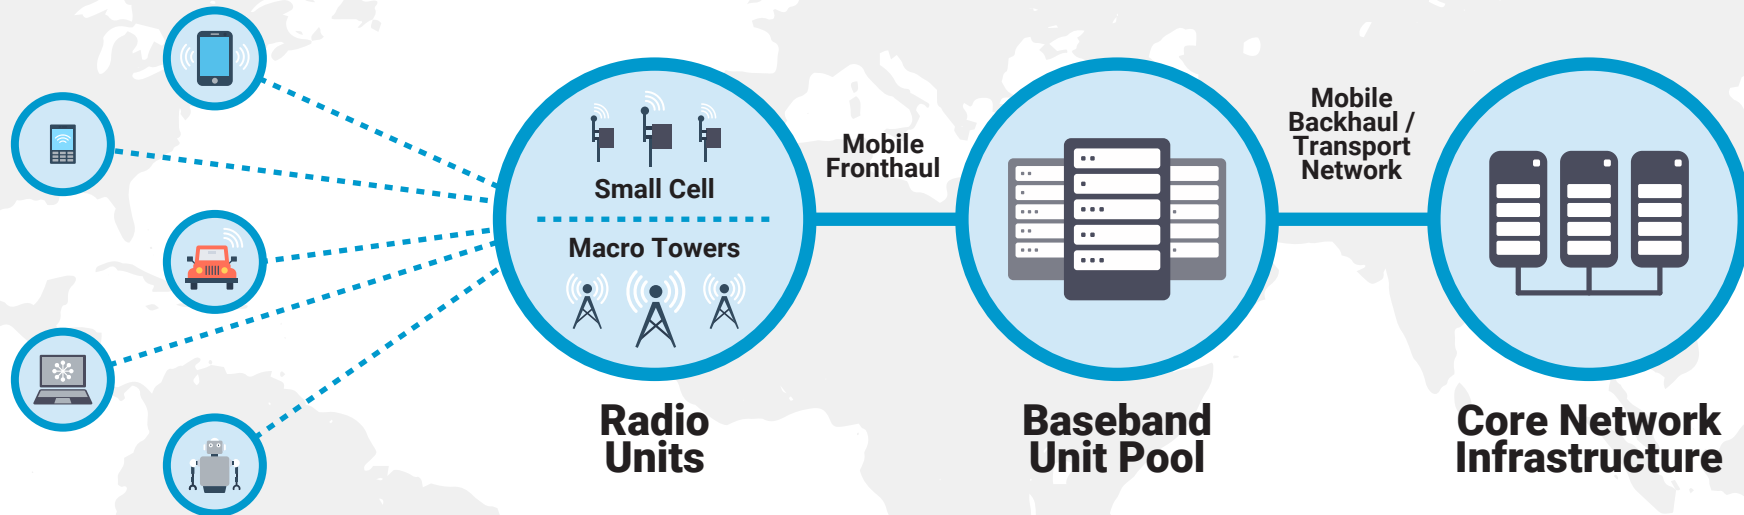 Small Cell
Macro Towers
Mobile
Fronthaul
Mobile
Backhaul /
Transport
Network
Radio
Units
Baseband
Unit Pool
Core Network
Infrastructure